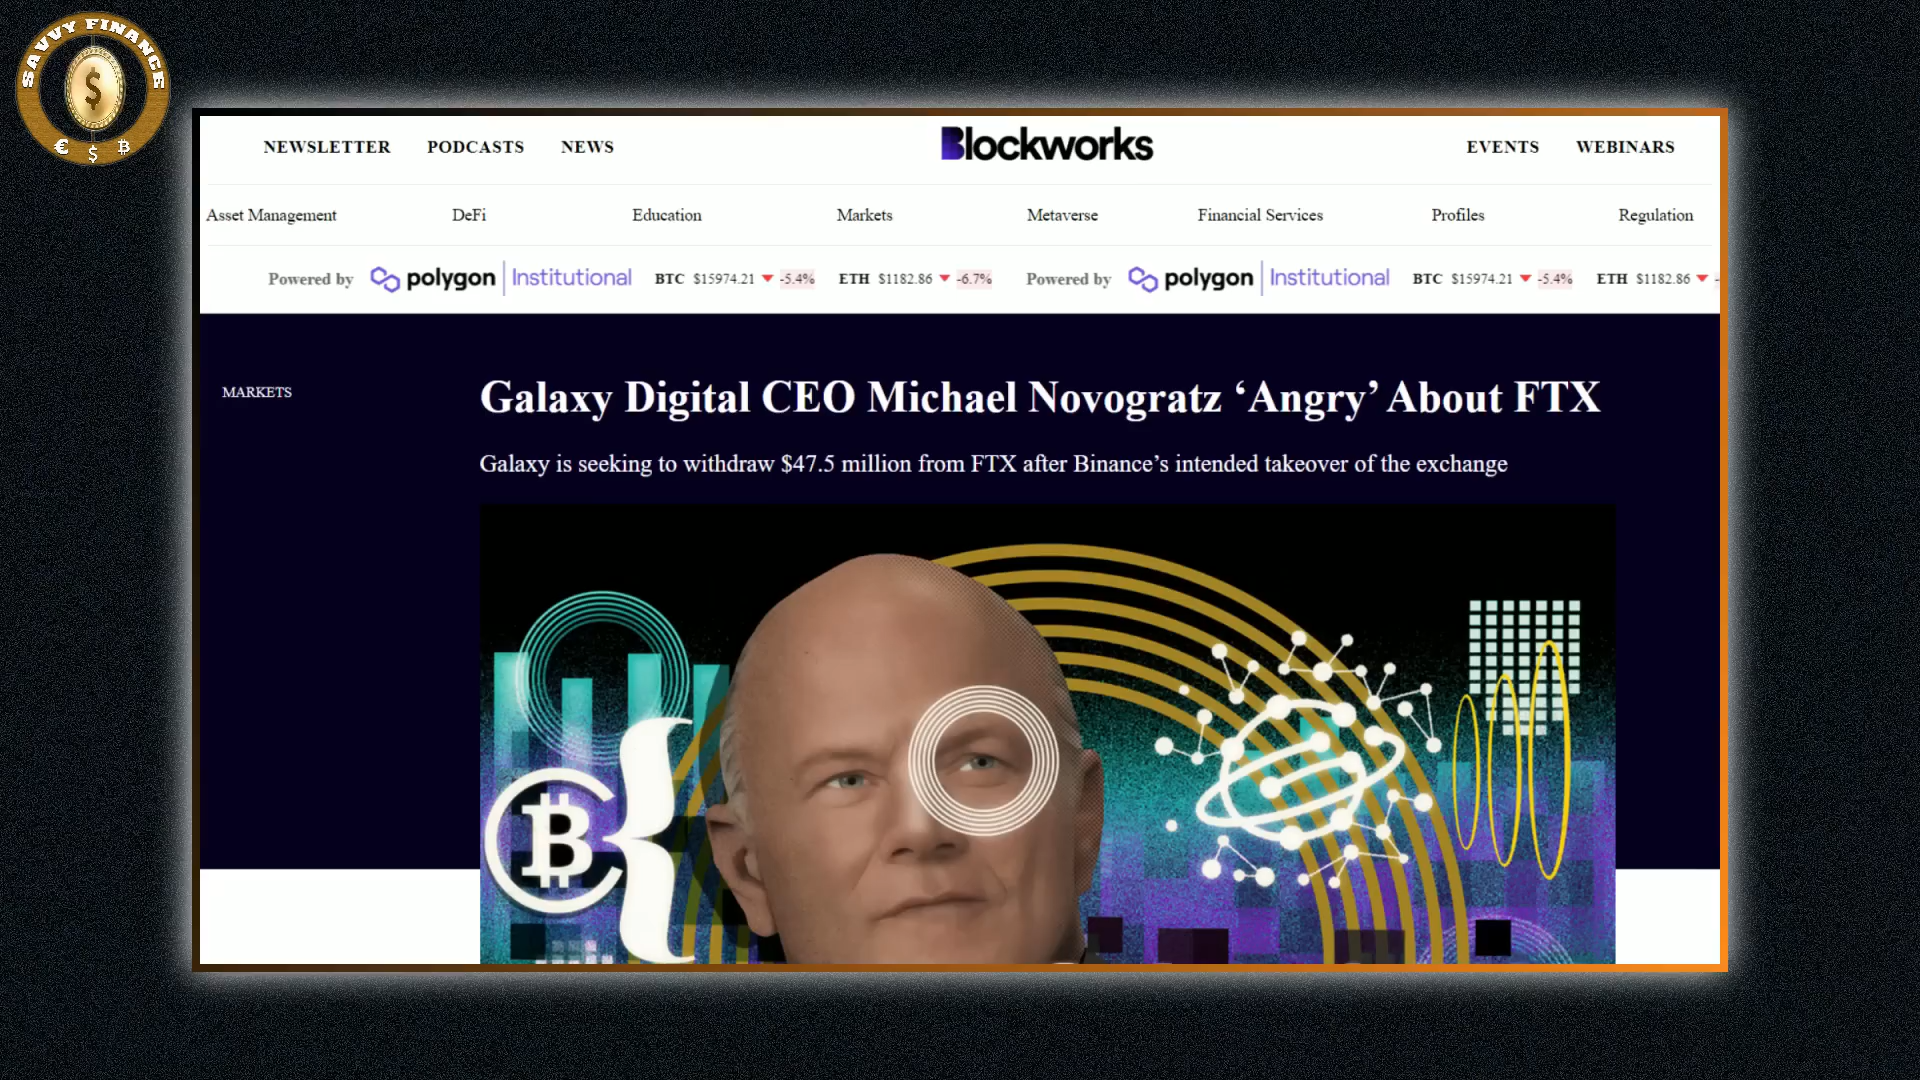 SAVVY FINANCE
$
€ $ ₿
NEWSLETTER PODCASTS NEWS Blockworks EVENTS WEBINARS
Asset Management DeFi Education Markets Metaverse Financial Services Profiles Regulation
Powered by polygon Institutional BTC $15974.21 -5.4% ETH $1182.86 -6.7% Powered by polygon Institutional BTC $15974.21 -5.4% ETH $1182.86 -
MARKETS
Galaxy Digital CEO Michael Novogratz ‘Angry’ About FTX
Galaxy is seeking to withdraw $47.5 million from FTX after Binance’s intended takeover of the exchange